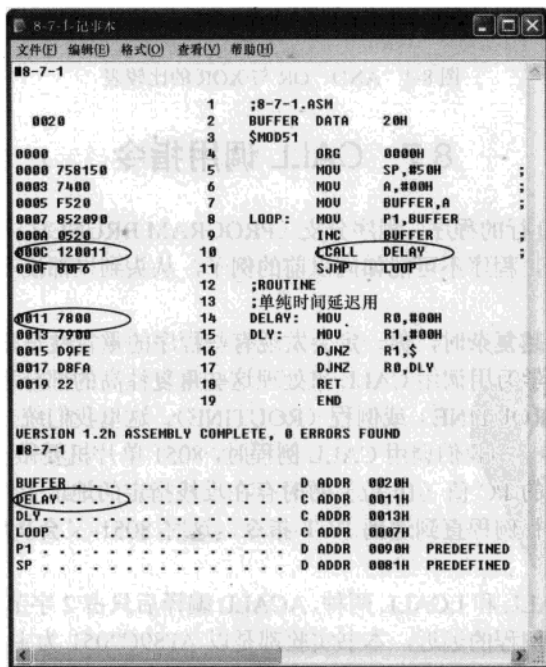 8-7-1-记事本
文件(F) 编辑(E) 格式(O) 查看(V) 帮助(H)
■8-7-1
1 ;8-7-1.ASM
0020 2 BUFFER DATA 20H
3 $MOD51
0000 4 ORG 0000H
0000 758150 5 MOV SP,#50H ;
0003 7400 6 MOV A,#00H ;
0005 F520 7 MOV BUFFER,A ;
0007 852090 8 LOOP: MOV P1,BUFFER ;
000A 0520 9 INC BUFFER ;
000C 120011 10 LCALL DELAY ;
000F 80F6 11 SJMP LOOP ;
12 ;ROUTINE
13 ;单纯时间延迟用
0011 7800 14 DELAY: MOV R0,#00H
0013 7900 15 DLY: MOV R1,#00H
0015 D9FE 16 DJNZ R1,$
0017 D8FA 17 DJNZ R0,DLY
0019 22 18 RET
19 END
VERSION 1.2h ASSEMBLY COMPLETE, 0 ERRORS FOUND
■8-7-1
BUFFER . . . . . . . . . . . . . . D ADDR 0020H
DELAY. . . . . . . . . . . . . . . C ADDR 0011H
DLY. . . . . . . . . . . . . . . . C ADDR 0013H
LOOP . . . . . . . . . . . . . . . C ADDR 0007H
P1 . . . . . . . . . . . . . . . . D ADDR 0090H PREDEFINED
SP . . . . . . . . . . . . . . . . D ADDR 0081H PREDEFINED